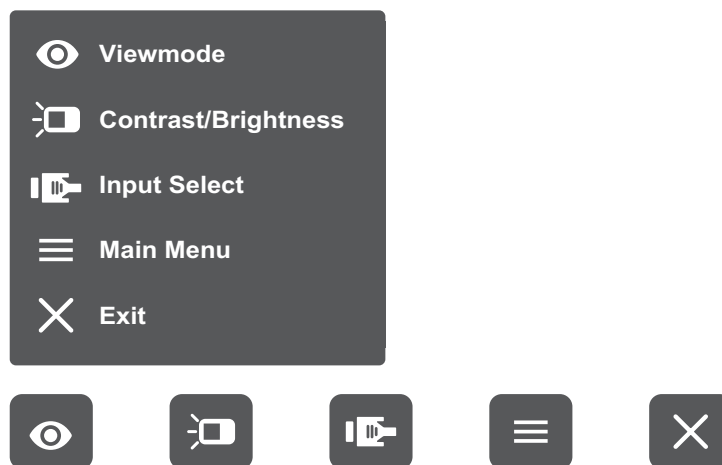 Viewmode
Contrast/Brightness
Input Select
Main Menu
Exit